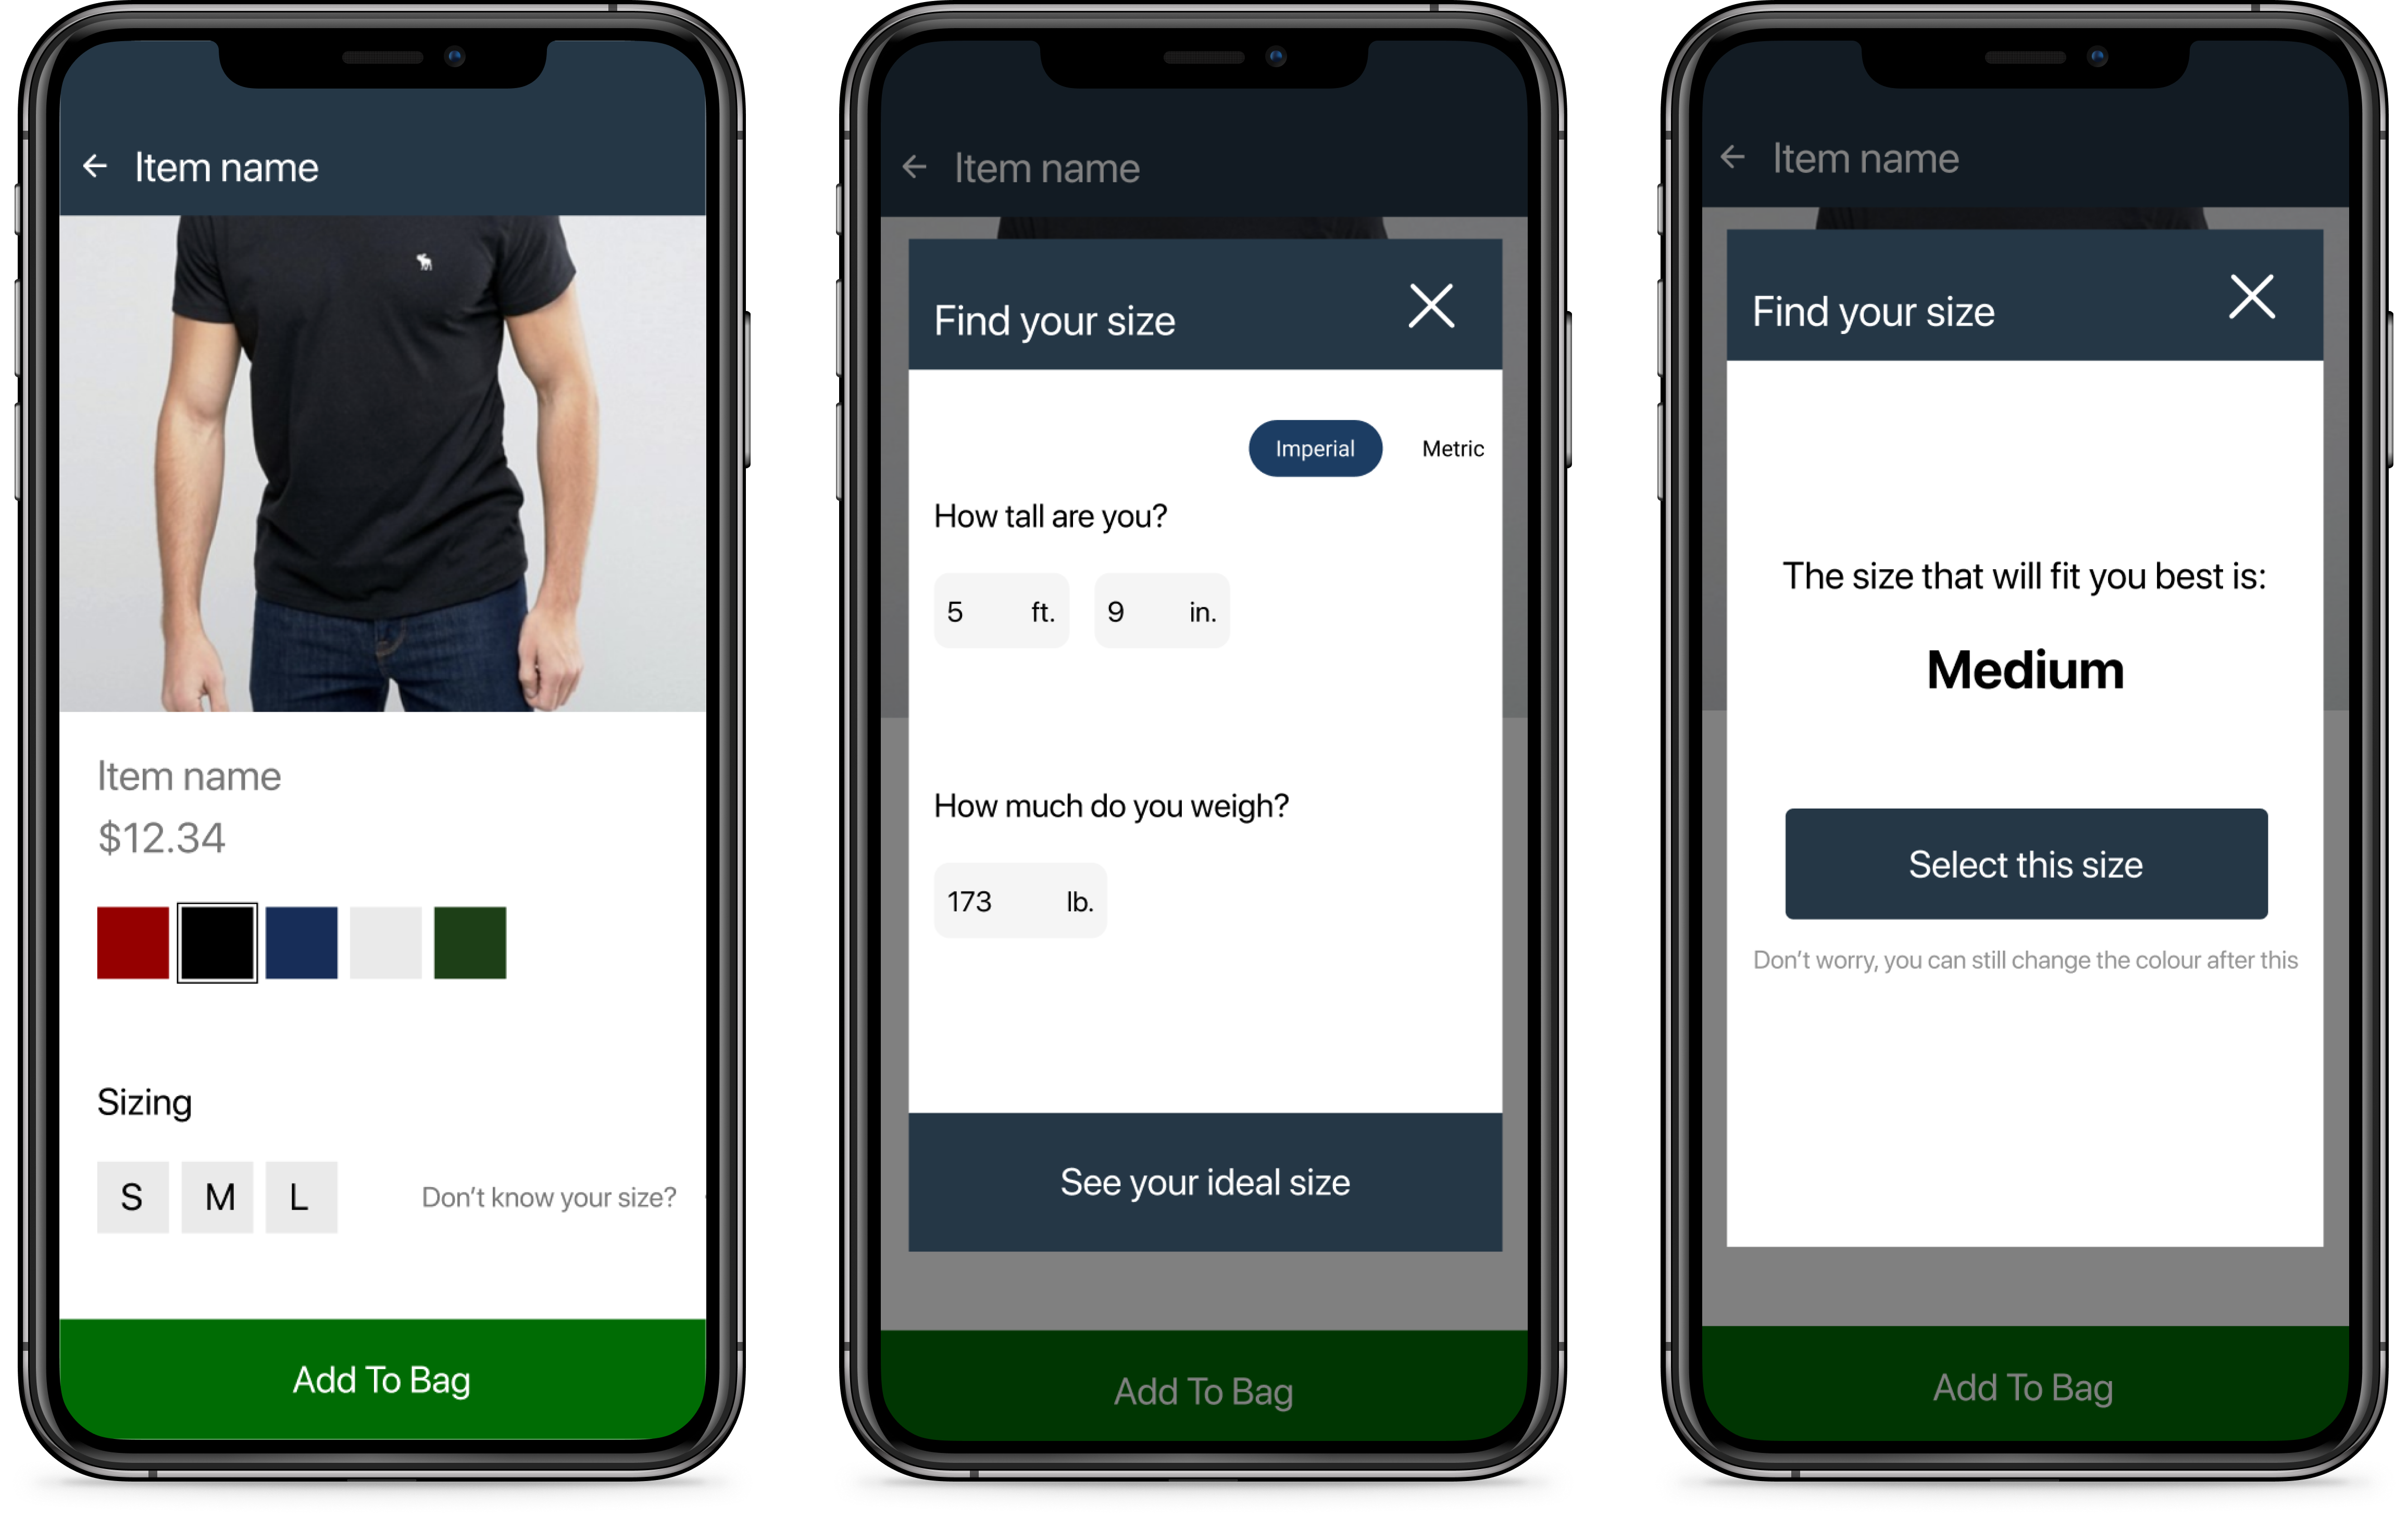 Item name
Item name
$12.34
Sizing
S M L Don't know your size?
Add To Bag
Item name
Find your size
Imperial Metric
How tall are you?
5 ft. 9 in.
How much do you weigh?
173 lb.
See your ideal size
Add To Bag
Item name
Find your size
The size that will fit you best is:
Medium
Select this size
Don't worry, you can still change the colour after this
Add To Bag